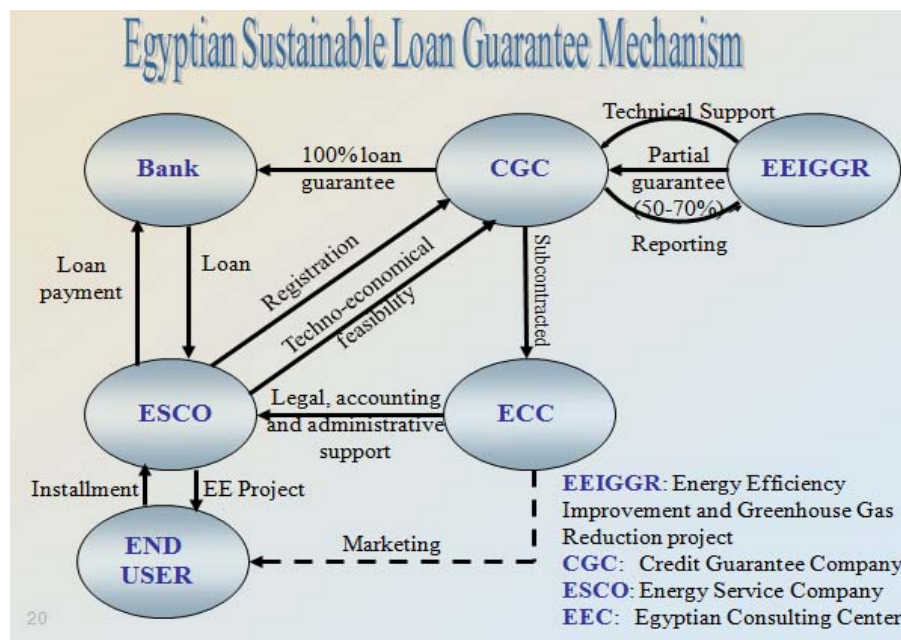 Egyptian Sustainable Loan Guarantee Mechanism
Technical Support
Bank
100% loan
guarantee
CGC
Partial
guarantee
(50-70%)
EEIGGR
Reporting
Loan
payment
Loan
Registration
Techno-economical
feasibility
Subcontracted
ESCO
Legal, accounting
and administrative
support
ECC
Installment
EE Project
END
USER
Marketing
EEIGGR: Energy Efficiency
Improvement and Greenhouse Gas
Reduction project
CGC: Credit Guarantee Company
ESCO: Energy Service Company
EEC: Egyptian Consulting Center
20